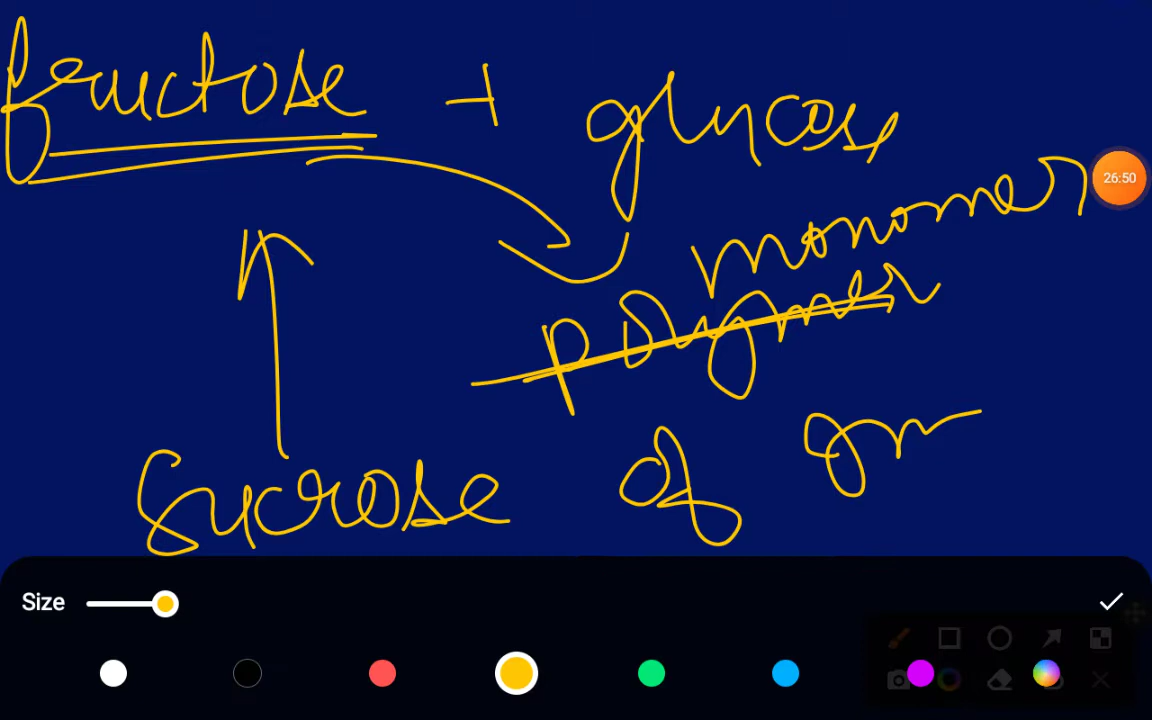 fructose + glucose
26:50
monomer
polymer
sucrose of
Size